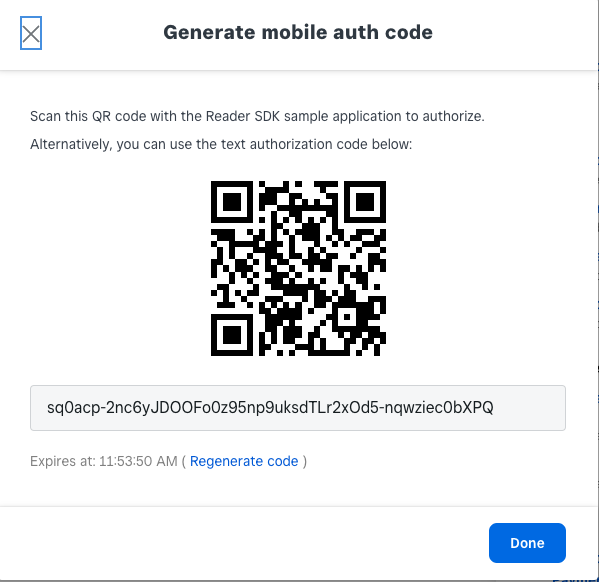 Generate mobile auth code
Scan this QR code with the Reader SDK sample application to authorize.
Alternatively, you can use the text authorization code below:
sq0acp-2nc6yJDOOFo0z95np9uksdTLr2xOd5-nqwziec0bXPQ
Expires at: 11:53:50 AM ( Regenerate code )
Done